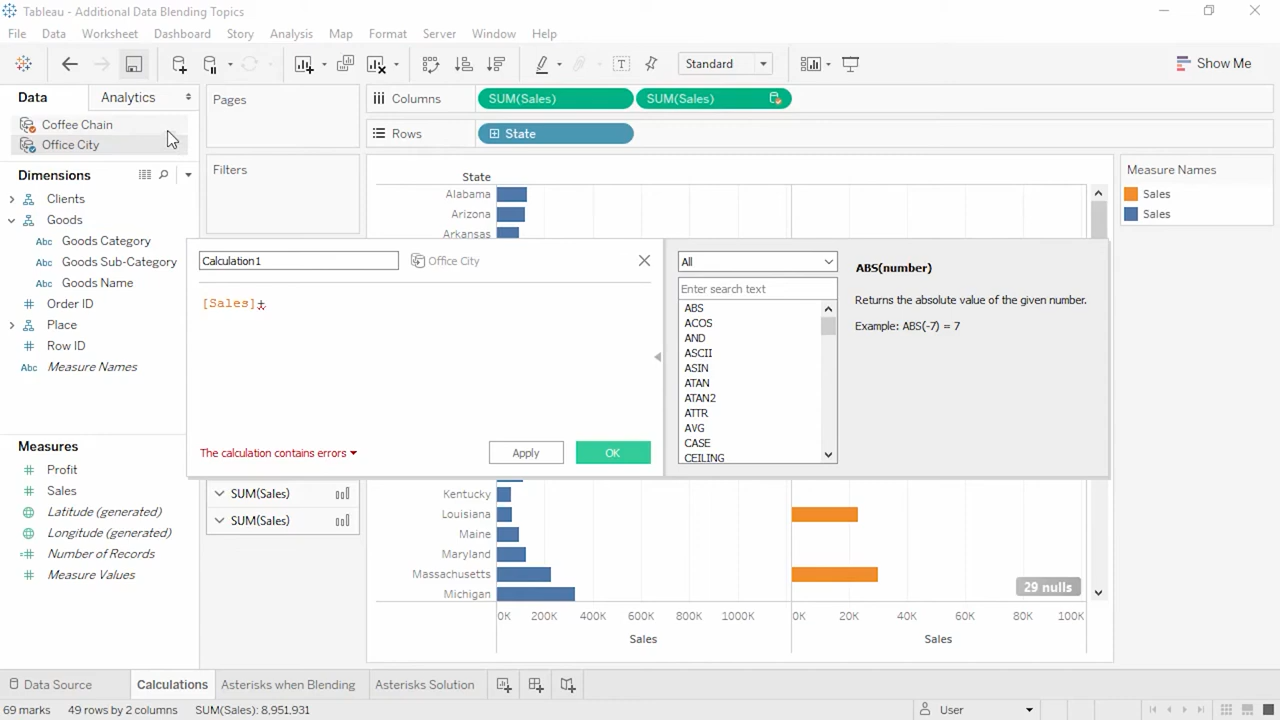 Tableau - Additional Data Blending Topics
File Data Worksheet Dashboard Story Analysis Map Format Server Window Help
Standard
Show Me
Data Analytics
Coffee Chain
Office City
Dimensions
Clients
Goods
Abc Goods Category
Abc Goods Sub-Category
Abc Goods Name
# Order ID
Place
# Row ID
Abc Measure Names
Measures
# Profit
# Sales
Latitude (generated)
Longitude (generated)
=# Number of Records
# Measure Values
Pages
Filters
SUM(Sales)
SUM(Sales)
Columns SUM(Sales) SUM(Sales)
Rows State
State
Alabama
Arizona
Arkansas
Calculation1 Office City
[Sales]+
The calculation contains errors
Apply OK
All
Enter search text
ABS
ACOS
AND
ASCII
ASIN
ATAN
ATAN2
ATTR
AVG
CASE
CEILING
ABS(number)
Returns the absolute value of the given number.
Example: ABS(-7) = 7
Kentucky
Louisiana
Maine
Maryland
Massachusetts
Michigan
29 nulls
0K 200K 400K 600K 800K 1000K 0K 20K 40K 60K 80K 100K
Sales Sales
Measure Names
Sales
Sales
Data Source Calculations Asterisks when Blending Asterisks Solution
69 marks 49 rows by 2 columns SUM(Sales): 8,951,931 User